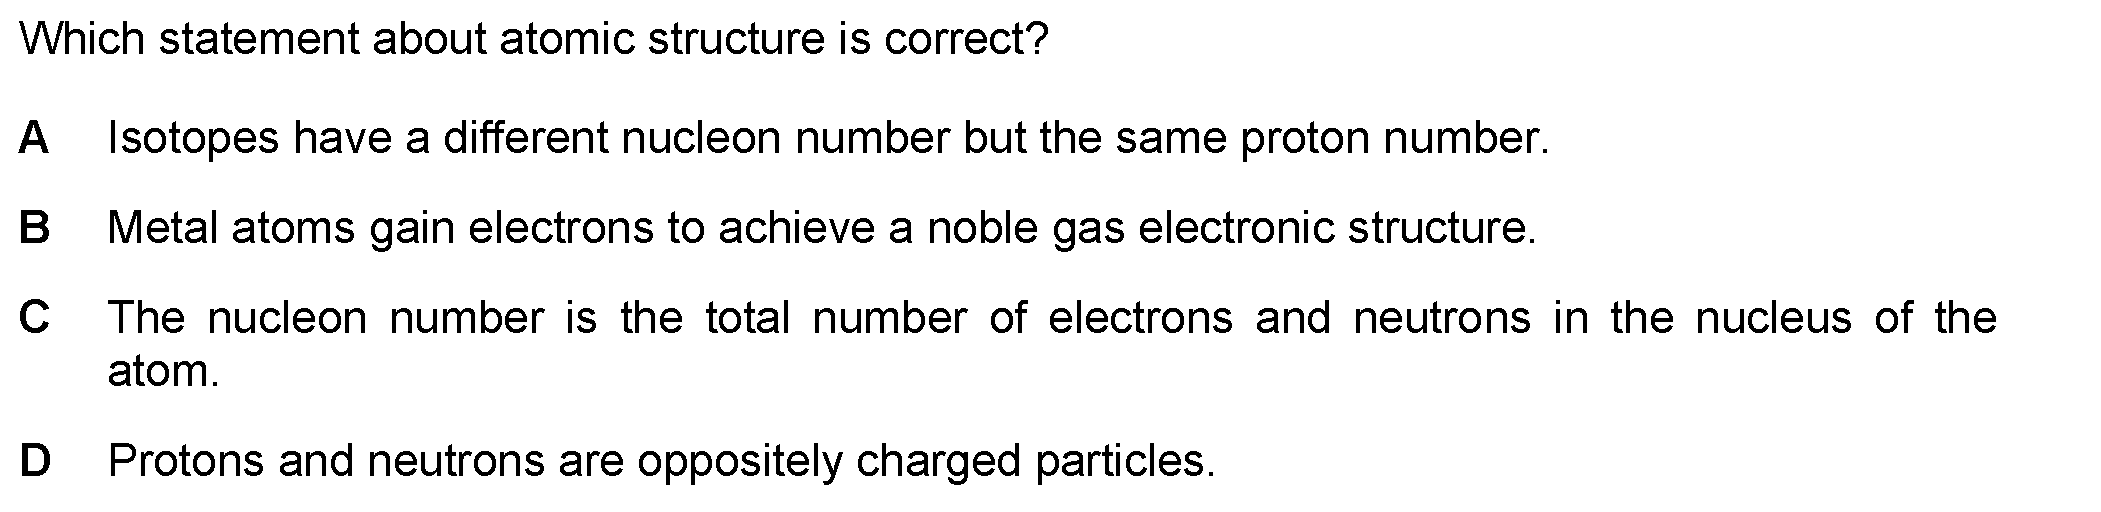 Which statement about atomic structure is correct?
A Isotopes have a different nucleon number but the same proton number.
B Metal atoms gain electrons to achieve a noble gas electronic structure.
C The nucleon number is the total number of electrons and neutrons in the nucleus of the
atom.
D Protons and neutrons are oppositely charged particles.